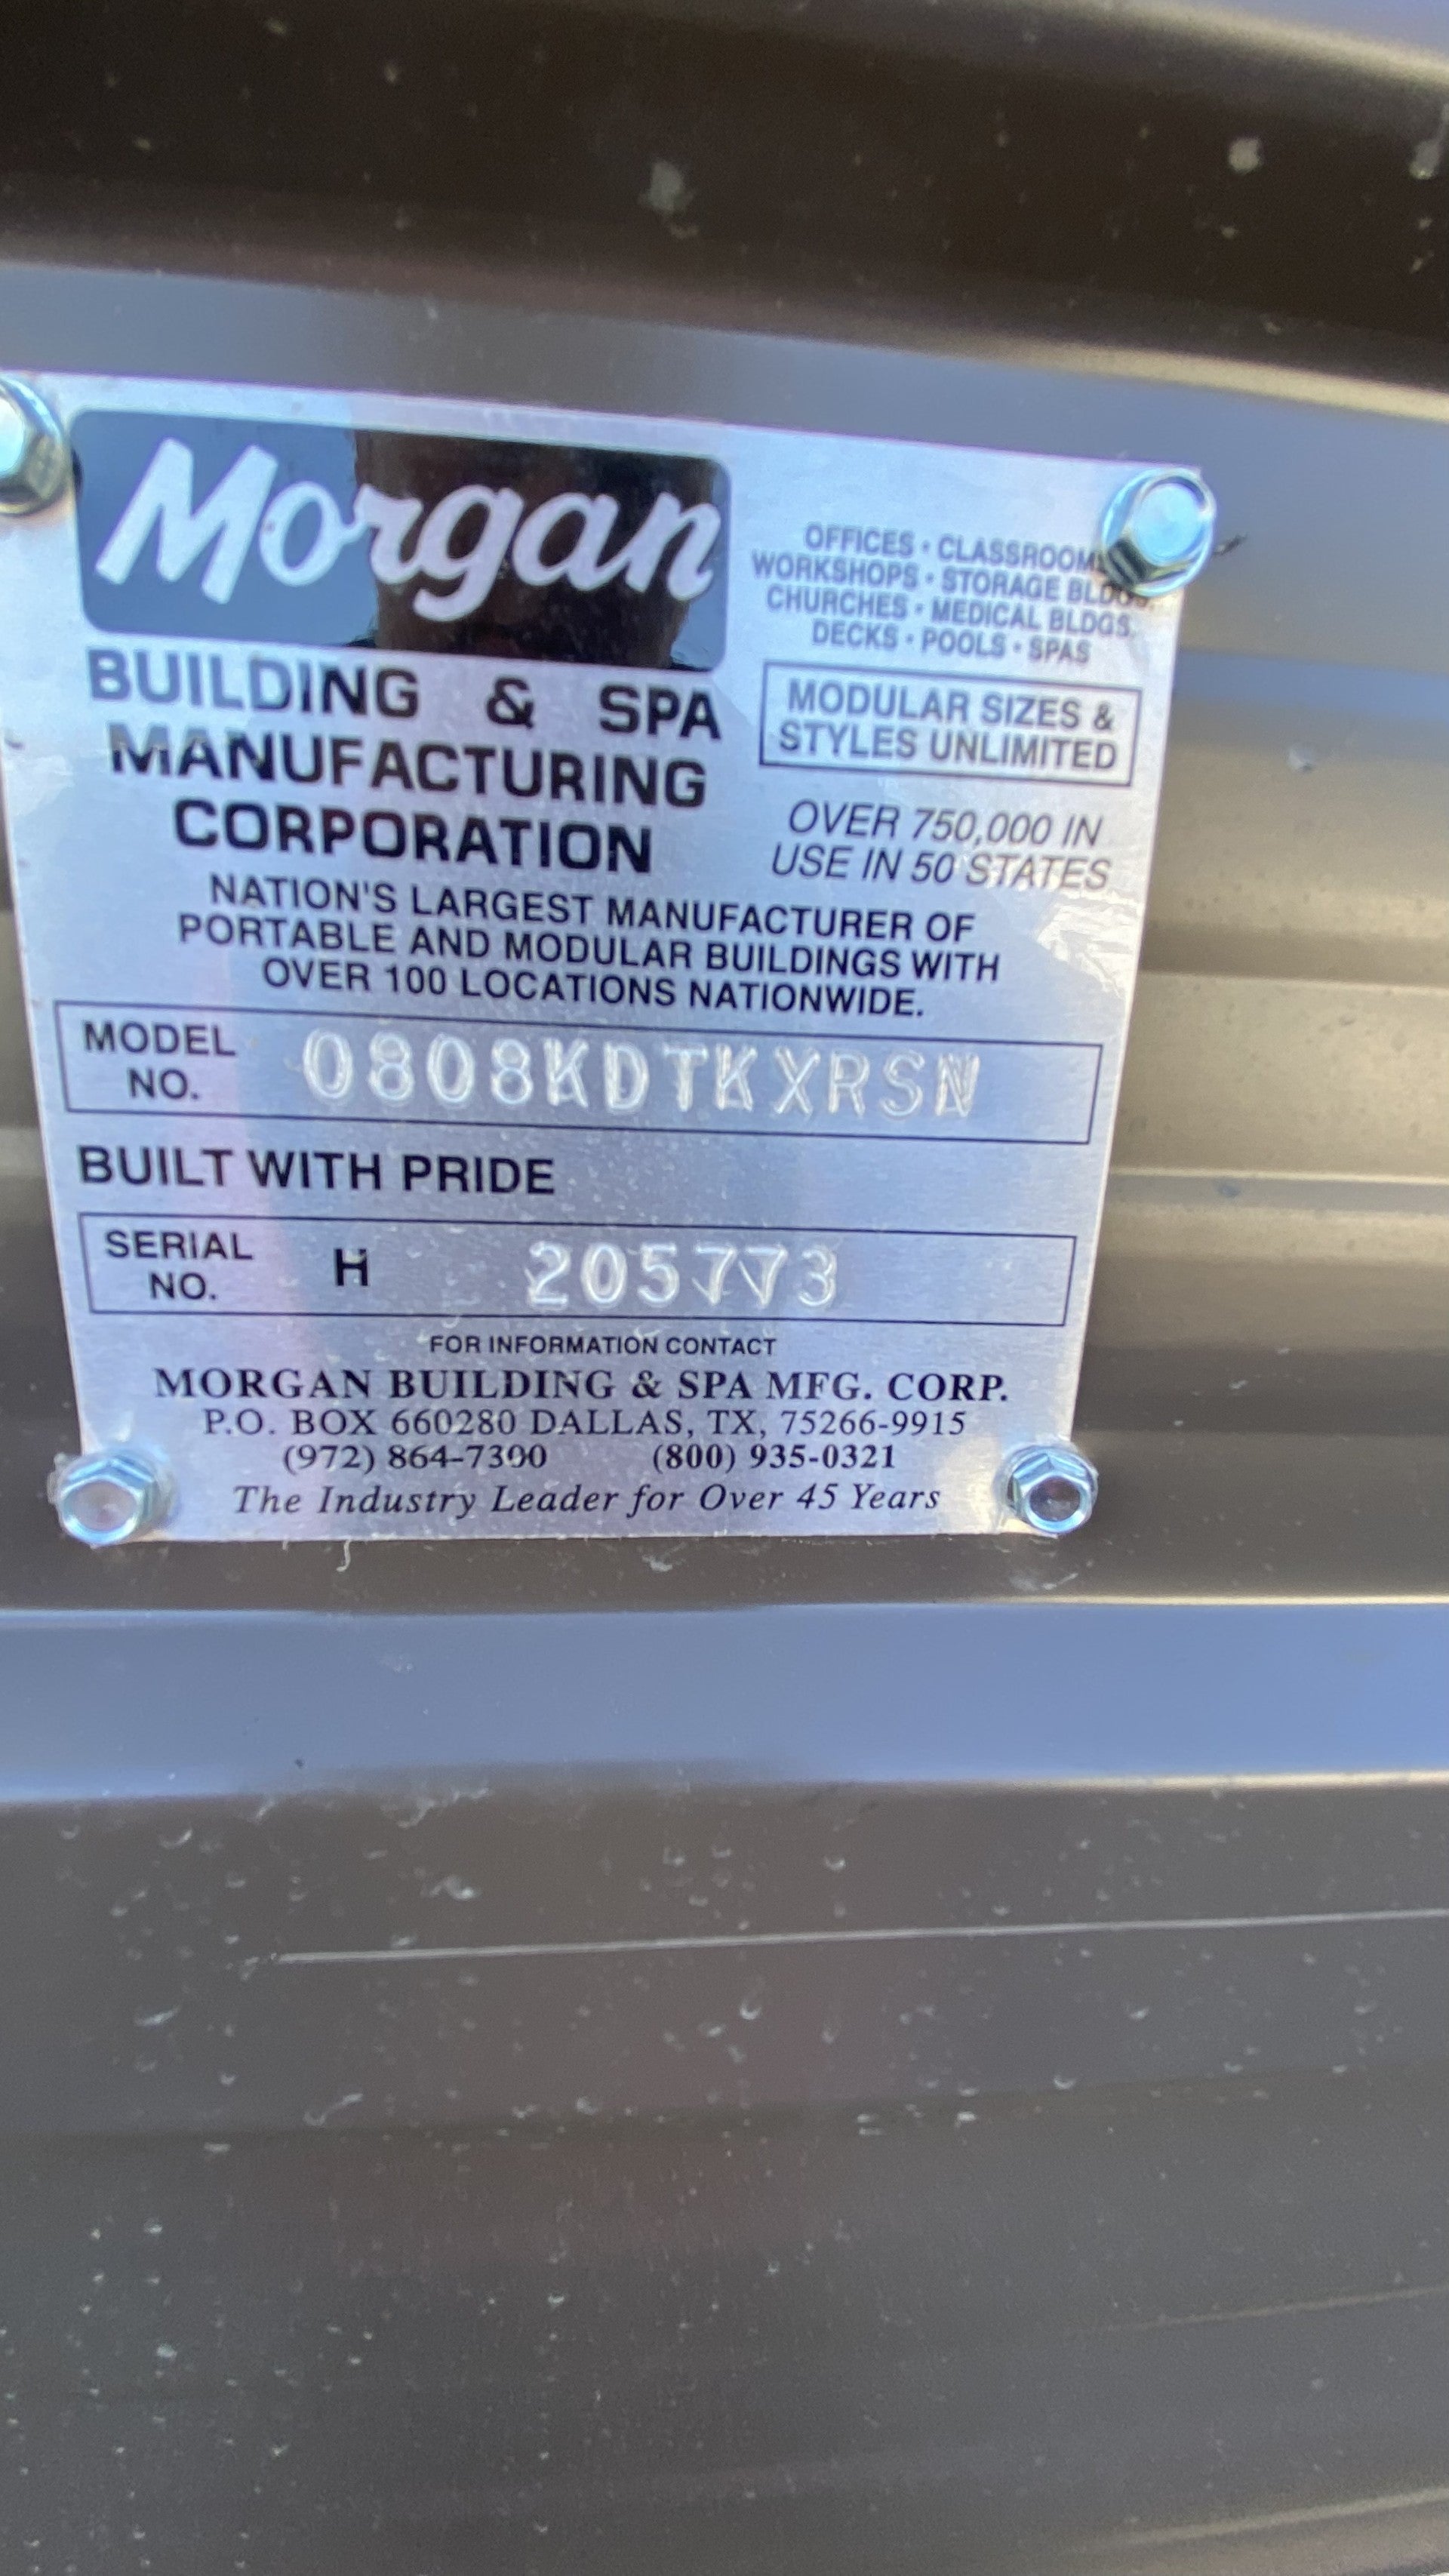 Morgan
BUILDING & SPA
MANUFACTURING
CORPORATION
OFFICES • CLASSROOMS
WORKSHOPS • STORAGE BLDGS.
CHURCHES • MEDICAL BLDGS.
DECKS • POOLS • SPAS
MODULAR SIZES &
STYLES UNLIMITED
OVER 750,000 IN
USE IN 50 STATES
NATION'S LARGEST MANUFACTURER OF
PORTABLE AND MODULAR BUILDINGS WITH
OVER 100 LOCATIONS NATIONWIDE.
MODEL NO. 0808KDTKXRSN
BUILT WITH PRIDE
SERIAL NO. H 205773
FOR INFORMATION CONTACT
MORGAN BUILDING & SPA MFG. CORP.
P.O. BOX 660280 DALLAS, TX, 75266-9915
(972) 864-7300 (800) 935-0321
The Industry Leader for Over 45 Years